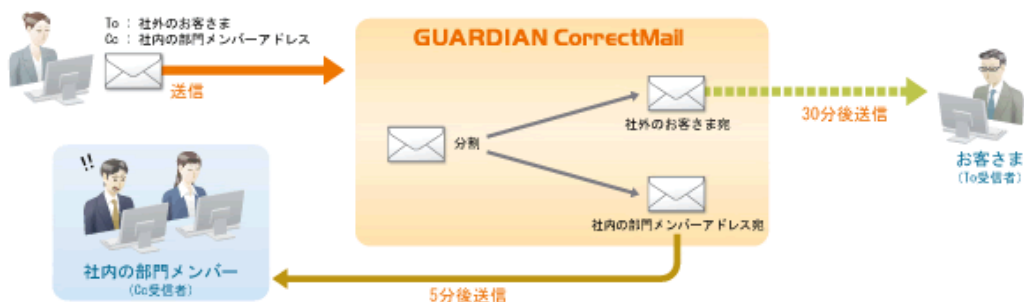 To : 社外のお客さま
Cc : 社内の部門メンバーアドレス
送信
GUARDIAN CorrectMail
分割
社外のお客さま宛
30分後送信
お客さま
(To受信者)
社内の部門メンバーアドレス宛
!!
社内の部門メンバー
(Cc受信者)
5分後送信